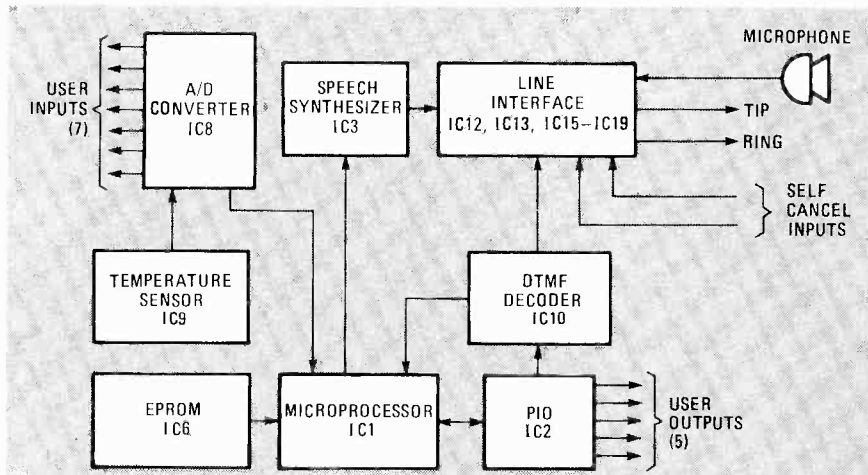 MICROPHONE
USER
INPUTS
(7)
A/D
CONVERTER
IC8
SPEECH
SYNTHESIZER
IC3
LINE
INTERFACE
IC12, IC13, IC15–IC19
TIP
RING
SELF
CANCEL
INPUTS
TEMPERATURE
SENSOR
IC9
DTMF
DECODER
IC10
EPROM
IC6
MICROPROCESSOR
IC1
PIO
IC2
USER
OUTPUTS
(5)